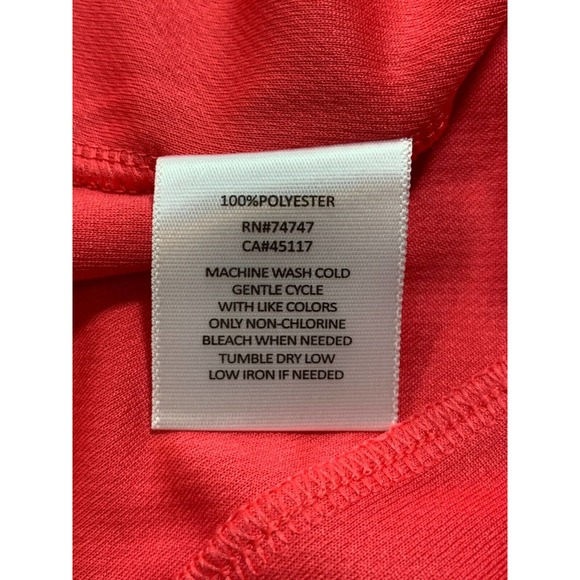 100%POLYESTER
RN#74747
CA#45117
MACHINE WASH COLD
GENTLE CYCLE
WITH LIKE COLORS
ONLY NON-CHLORINE
BLEACH WHEN NEEDED
TUMBLE DRY LOW
LOW IRON IF NEEDED